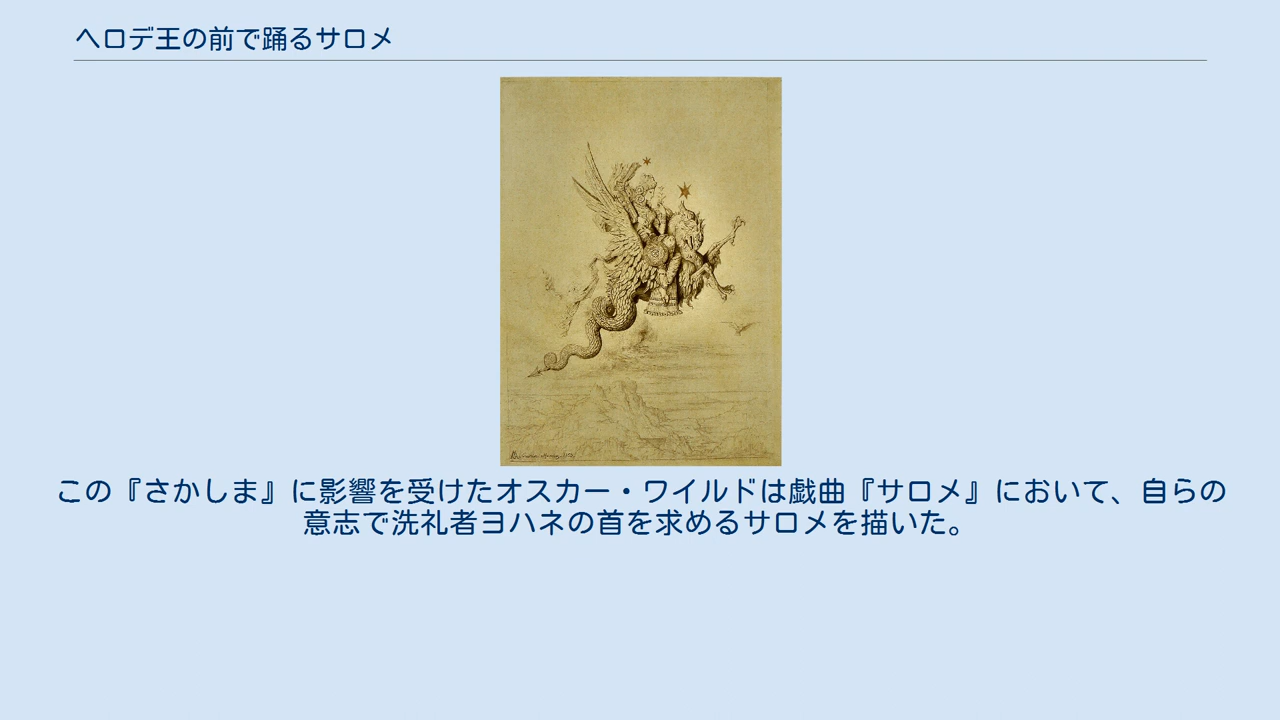 ヘロデ王の前で踊るサロメ
この『さかしま』に影響を受けたオスカー・ワイルドは戯曲『サロメ』において、自らの
意志で洗礼者ヨハネの首を求めるサロメを描いた。